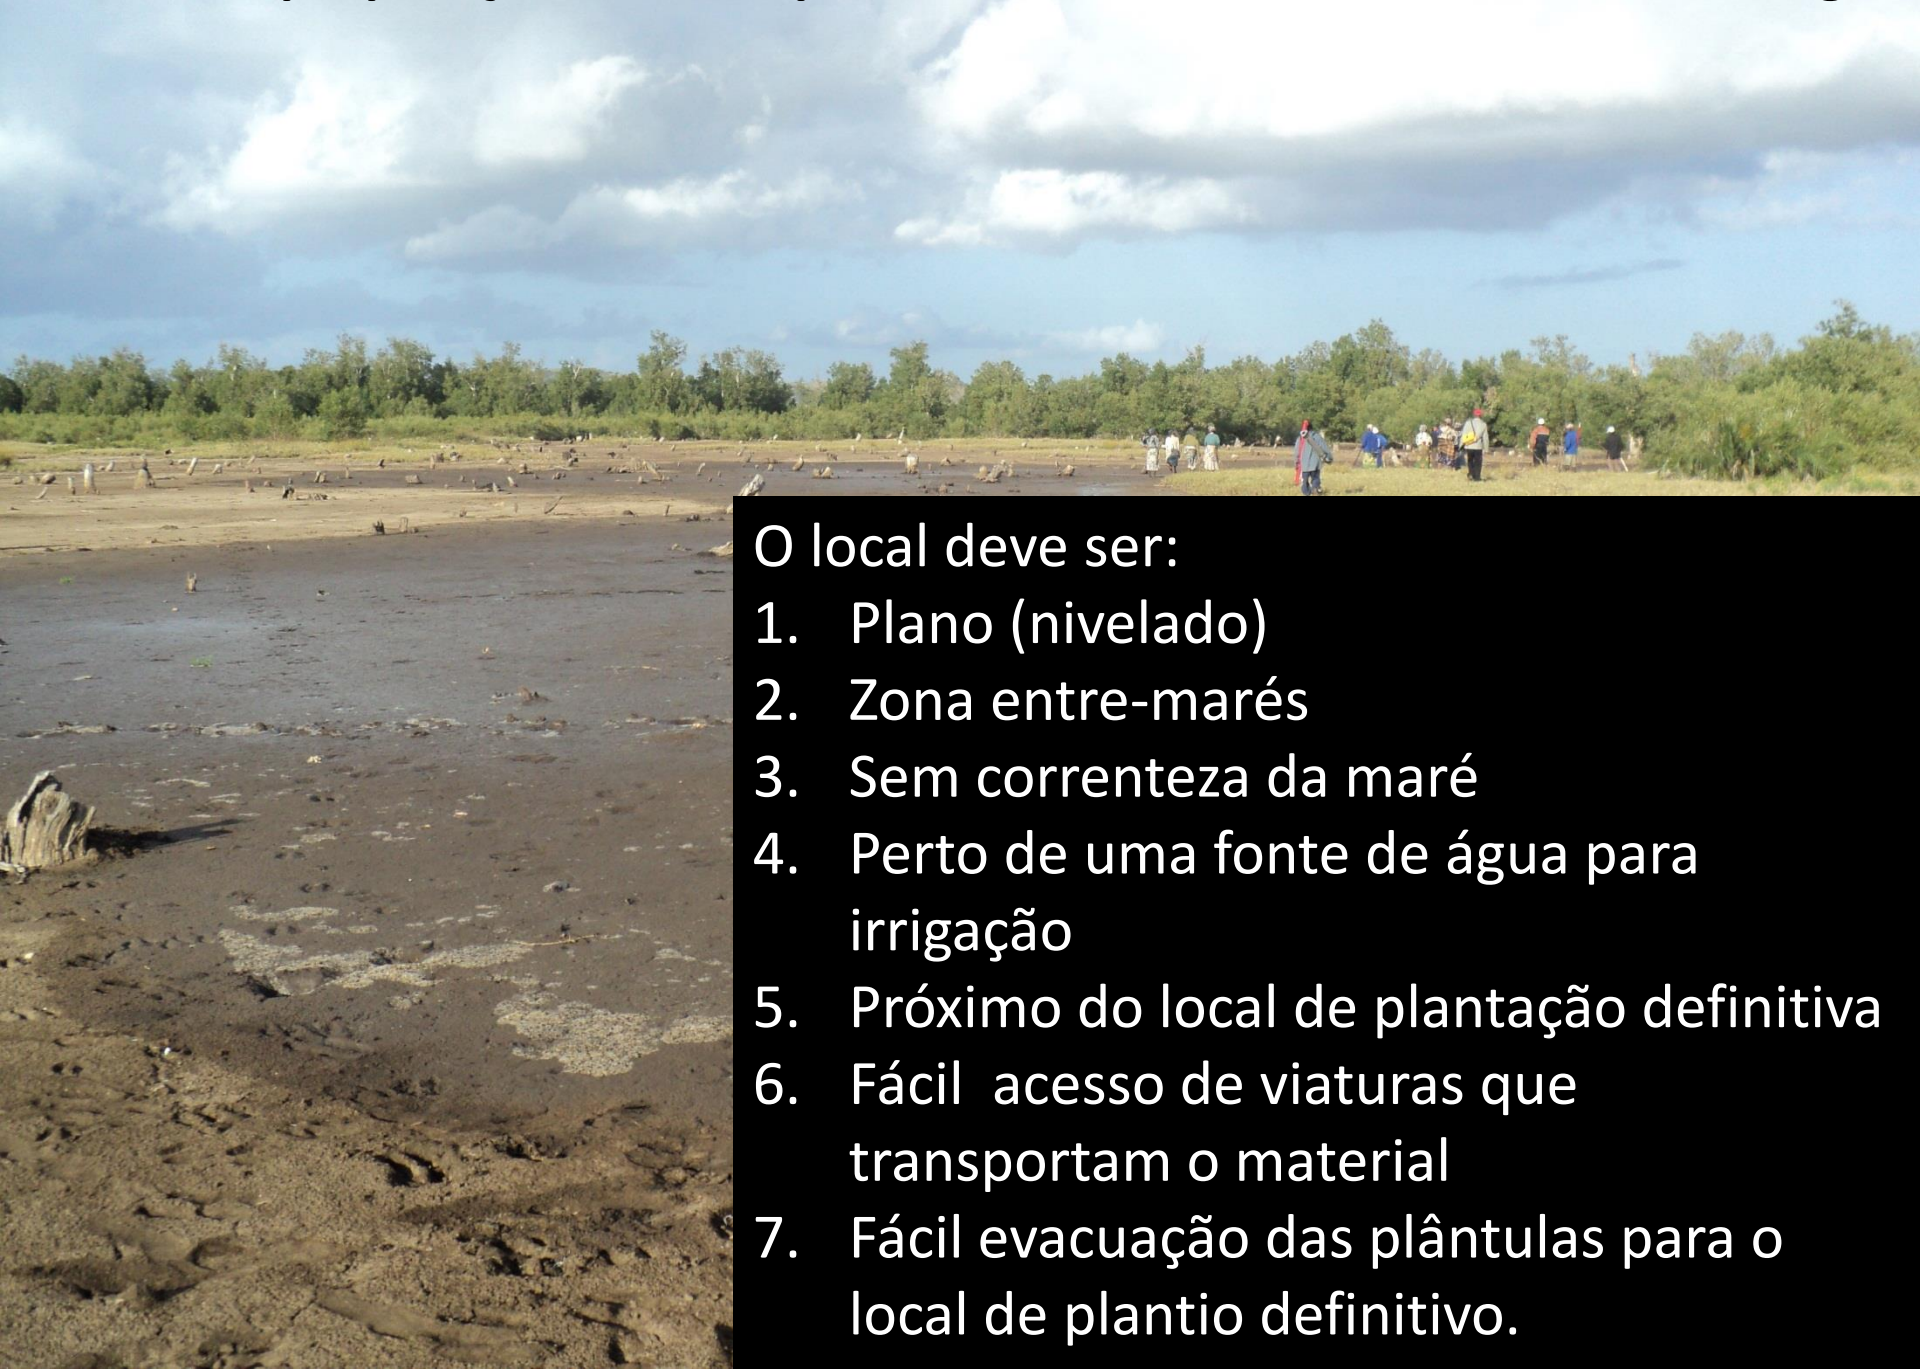 O local deve ser:
1. Plano (nivelado)
2. Zona entre-marés
3. Sem correnteza da maré
4. Perto de uma fonte de água para
irrigação
5. Próximo do local de plantação definitiva
6. Fácil  acesso de viaturas que
transportam o material
7. Fácil evacuação das plântulas para o
local de plantio definitivo.